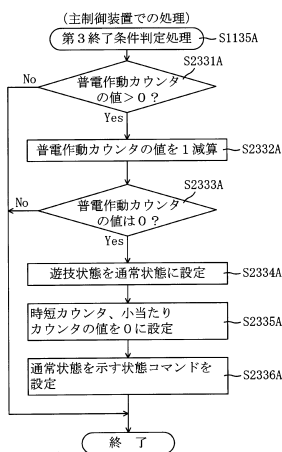 (主制御装置での処理)
第3終了条件判定処理
S1135A
S2331A
No
普電作動カウンタ
の値>0?
Yes
普電作動カウンタの値を1減算
S2332A
S2333A
No
普電作動カウンタ
の値は0?
Yes
遊技状態を通常状態に設定
S2334A
時短カウンタ、小当たり
カウンタの値を0に設定
S2335A
通常状態を示す状態コマンドを
設定
S2336A
終 了